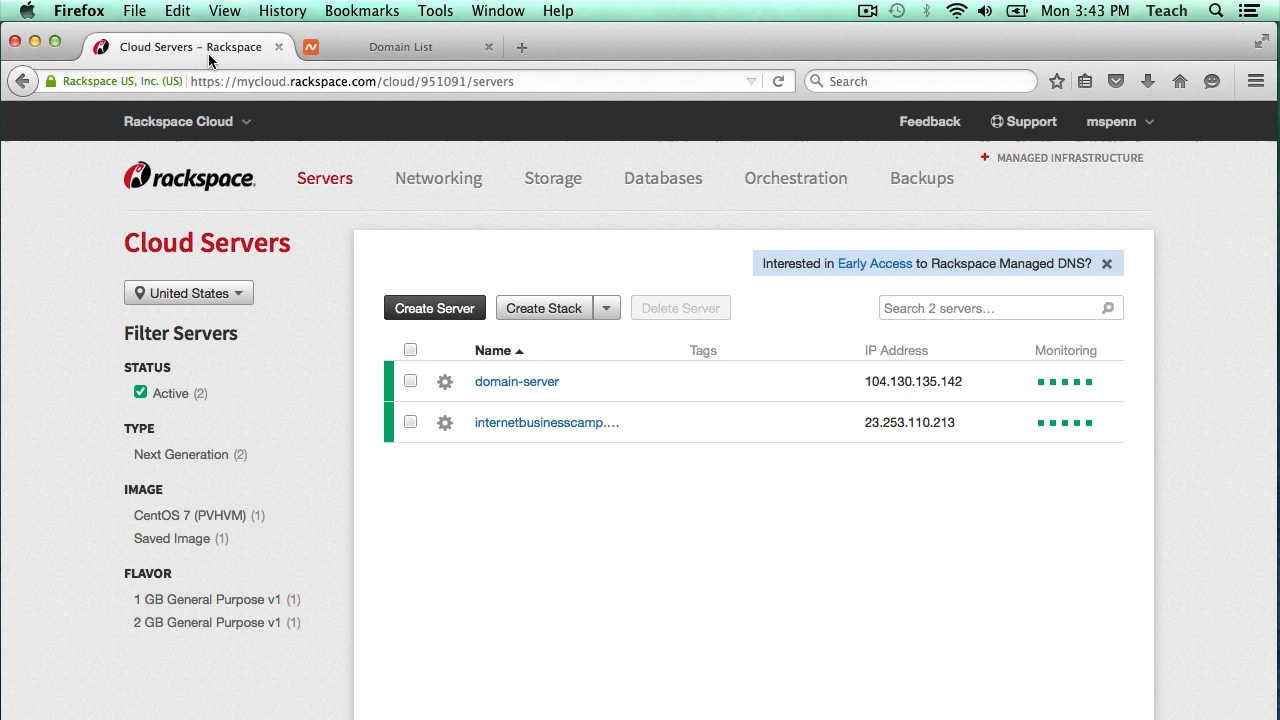 Firefox File Edit View History Bookmarks Tools Window Help Mon 3:43 PM Teach
Cloud Servers - Rackspace Domain List
Rackspace US, Inc. (US) https://mycloud.rackspace.com/cloud/951091/servers Search
Rackspace Cloud Feedback Support mspenn
MANAGED INFRASTRUCTURE
rackspace. Servers Networking Storage Databases Orchestration Backups
Cloud Servers
Interested in Early Access to Rackspace Managed DNS?
United States
Create Server Create Stack Delete Server Search 2 servers...
Filter Servers
Name Tags IP Address Monitoring
STATUS
domain-server 104.130.135.142
Active (2)
internetbusinesscamp.... 23.253.110.213
TYPE
Next Generation (2)
IMAGE
CentOS 7 (PVHVM) (1)
Saved Image (1)
FLAVOR
1 GB General Purpose v1 (1)
2 GB General Purpose v1 (1)